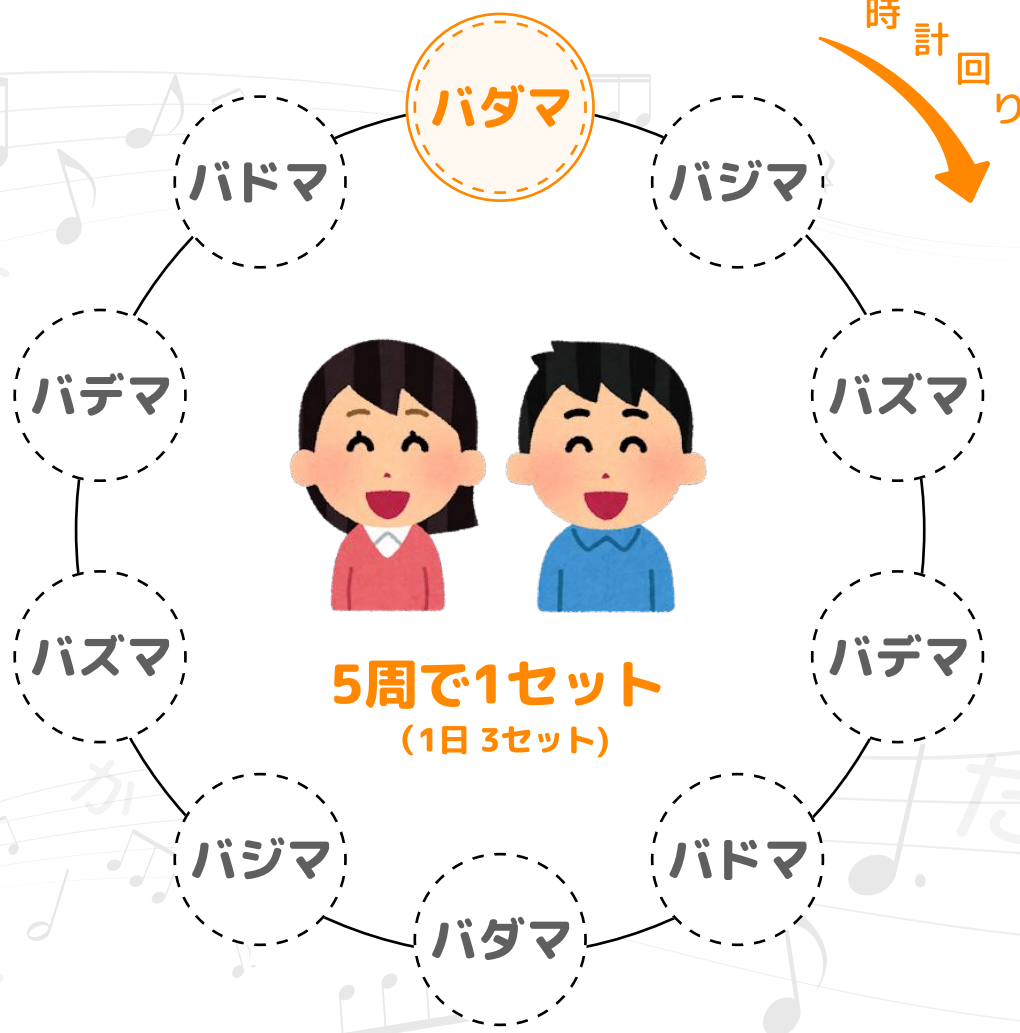 時計回り
バダマ
バジマ
バズマ
バデマ
バドマ
バダマ
バジマ
バズマ
バデマ
バドマ
5周で1セット
(1日 3セット)
か
た